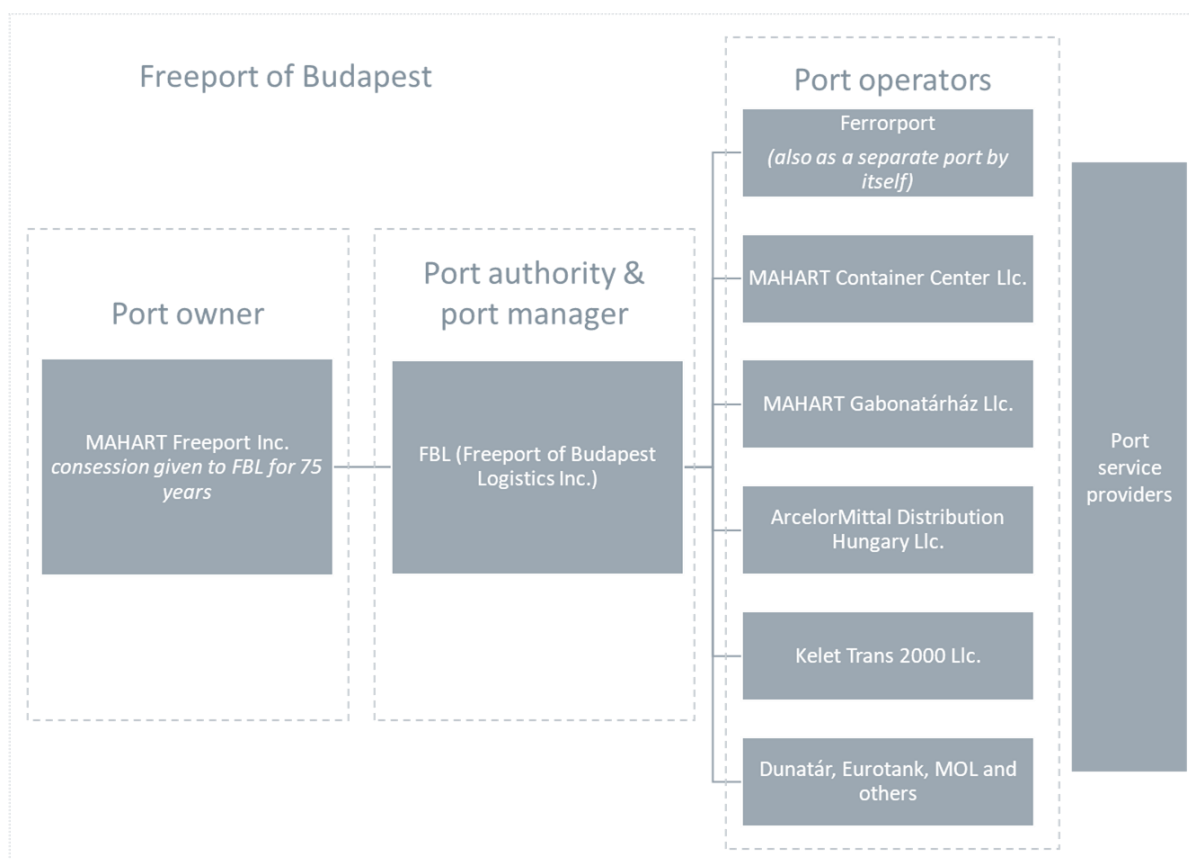 Freeport of Budapest
Port owner
MAHART Freeport Inc.
consession given to FBL for 75
years
Port authority &
port manager
FBL (Freeport of Budapest
Logistics Inc.)
Port operators
Ferrorport
(also as a separate port by
itself)
MAHART Container Center Llc.
MAHART Gabonatárház Llc.
ArcelorMittal Distribution
Hungary Llc.
Kelet Trans 2000 Llc.
Dunatár, Eurotank, MOL and
others
Port
service
providers